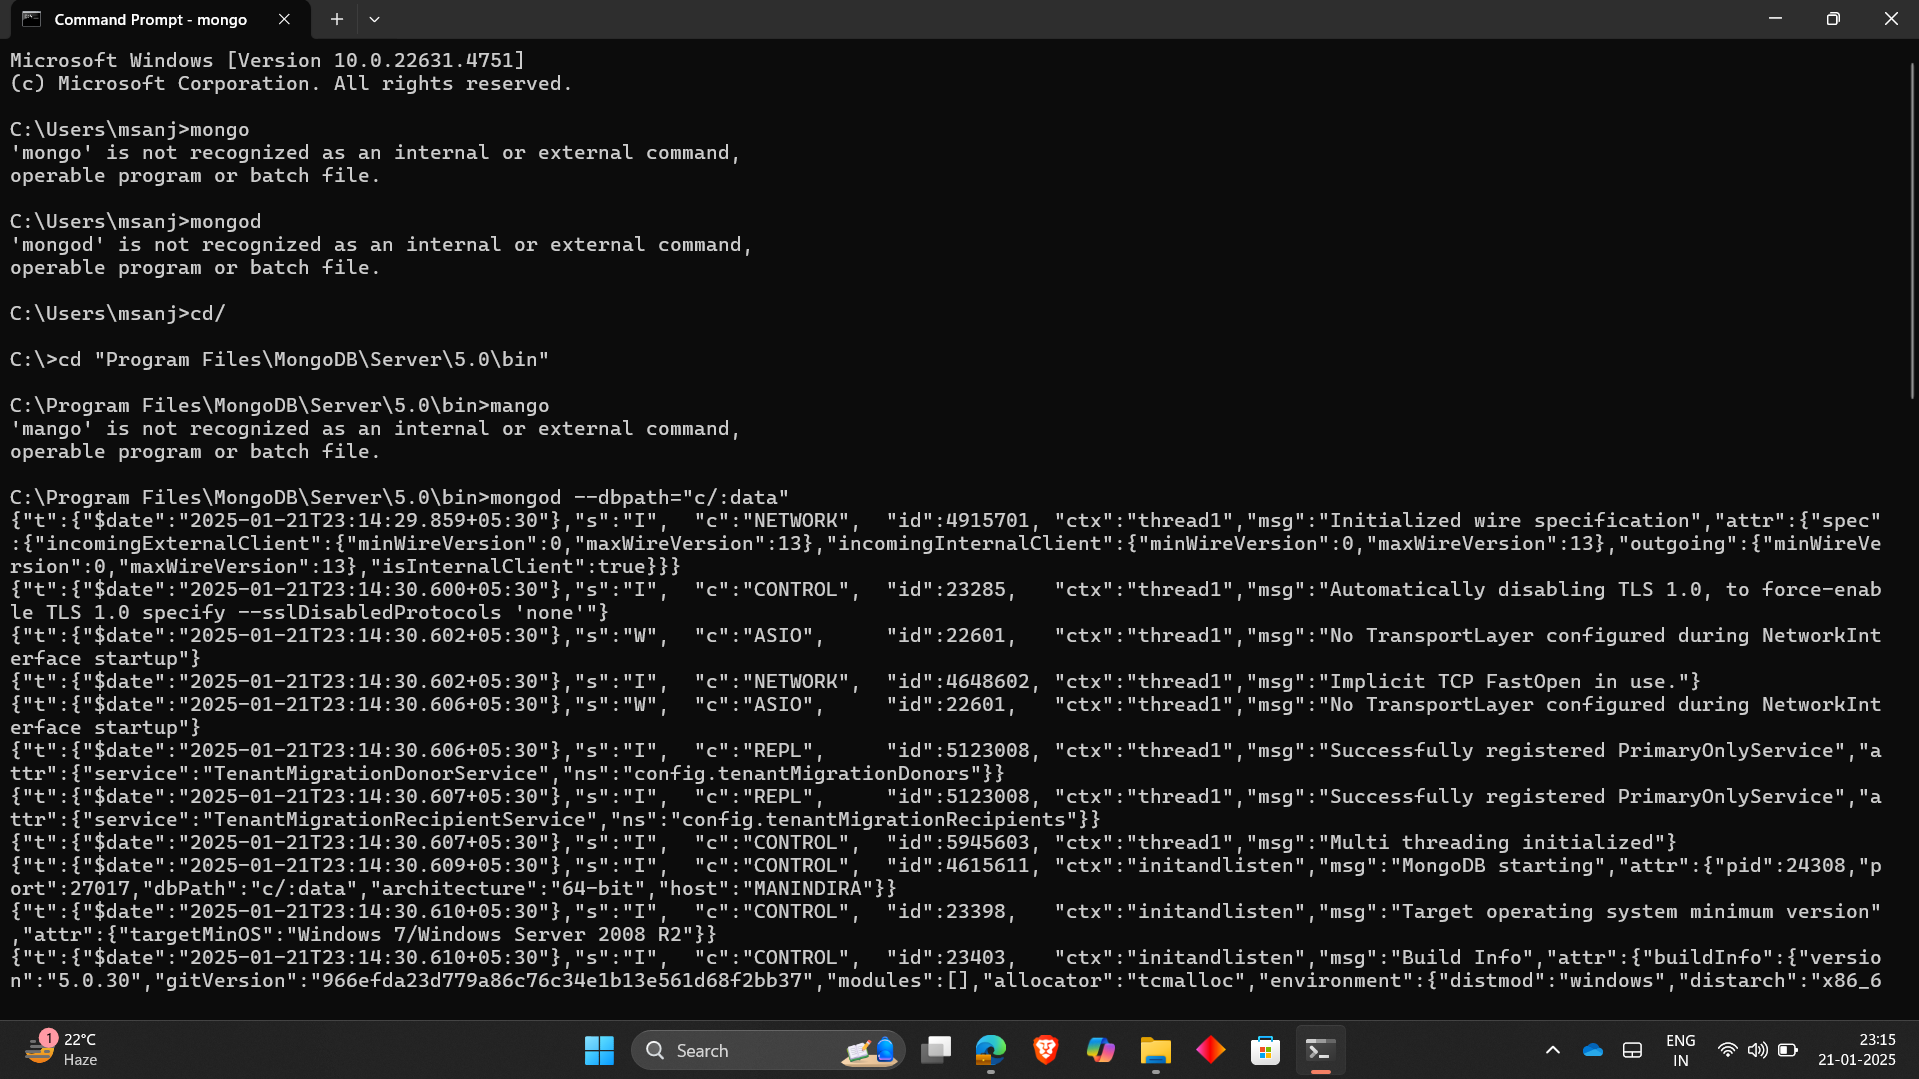 Command Prompt - mongo
Microsoft Windows [Version 10.0.22631.4751]
(c) Microsoft Corporation. All rights reserved.
C:\Users\msanj>mongo
'mongo' is not recognized as an internal or external command,
operable program or batch file.
C:\Users\msanj>mongod
'mongod' is not recognized as an internal or external command,
operable program or batch file.
C:\Users\msanj>cd/
C:\>cd "Program Files\MongoDB\Server\5.0\bin"
C:\Program Files\MongoDB\Server\5.0\bin>mango
'mango' is not recognized as an internal or external command,
operable program or batch file.
C:\Program Files\MongoDB\Server\5.0\bin>mongod --dbpath="c/:data"
{"t":{"$date":"2025-01-21T23:14:29.859+05:30"},"s":"I",  "c":"NETWORK",  "id":4915701, "ctx":"thread1","msg":"Initialized wire specification","attr":{"spec"
:{"incomingExternalClient":{"minWireVersion":0,"maxWireVersion":13},"incomingInternalClient":{"minWireVersion":0,"maxWireVersion":13},"outgoing":{"minWireVe
rsion":0,"maxWireVersion":13},"isInternalClient":true}}}
{"t":{"$date":"2025-01-21T23:14:30.600+05:30"},"s":"I",  "c":"CONTROL",  "id":23285,   "ctx":"thread1","msg":"Automatically disabling TLS 1.0, to force-enab
le TLS 1.0 specify --sslDisabledProtocols 'none'"}
{"t":{"$date":"2025-01-21T23:14:30.602+05:30"},"s":"W",  "c":"ASIO",     "id":22601,   "ctx":"thread1","msg":"No TransportLayer configured during NetworkInt
erface startup"}
{"t":{"$date":"2025-01-21T23:14:30.602+05:30"},"s":"I",  "c":"NETWORK",  "id":4648602, "ctx":"thread1","msg":"Implicit TCP FastOpen in use."}
{"t":{"$date":"2025-01-21T23:14:30.606+05:30"},"s":"W",  "c":"ASIO",     "id":22601,   "ctx":"thread1","msg":"No TransportLayer configured during NetworkInt
erface startup"}
{"t":{"$date":"2025-01-21T23:14:30.606+05:30"},"s":"I",  "c":"REPL",     "id":5123008, "ctx":"thread1","msg":"Successfully registered PrimaryOnlyService","a
ttr":{"service":"TenantMigrationDonorService","ns":"config.tenantMigrationDonors"}}
{"t":{"$date":"2025-01-21T23:14:30.607+05:30"},"s":"I",  "c":"REPL",     "id":5123008, "ctx":"thread1","msg":"Successfully registered PrimaryOnlyService","a
ttr":{"service":"TenantMigrationRecipientService","ns":"config.tenantMigrationRecipients"}}
{"t":{"$date":"2025-01-21T23:14:30.607+05:30"},"s":"I",  "c":"CONTROL",  "id":5945603, "ctx":"thread1","msg":"Multi threading initialized"}
{"t":{"$date":"2025-01-21T23:14:30.609+05:30"},"s":"I",  "c":"CONTROL",  "id":4615611, "ctx":"initandlisten","msg":"MongoDB starting","attr":{"pid":24308,"p
ort":27017,"dbPath":"c/:data","architecture":"64-bit","host":"MANINDIRA"}}
{"t":{"$date":"2025-01-21T23:14:30.610+05:30"},"s":"I",  "c":"CONTROL",  "id":23398,   "ctx":"initandlisten","msg":"Target operating system minimum version"
,"attr":{"targetMinOS":"Windows 7/Windows Server 2008 R2"}}
{"t":{"$date":"2025-01-21T23:14:30.610+05:30"},"s":"I",  "c":"CONTROL",  "id":23403,   "ctx":"initandlisten","msg":"Build Info","attr":{"buildInfo":{"versio
n":"5.0.30","gitVersion":"966efda23d779a86c76c34e1b13e561d68f2bb37","modules":[],"allocator":"tcmalloc","environment":{"distmod":"windows","distarch":"x86_6
1
22°C
Haze
Search
ENG
IN
23:15
21-01-2025